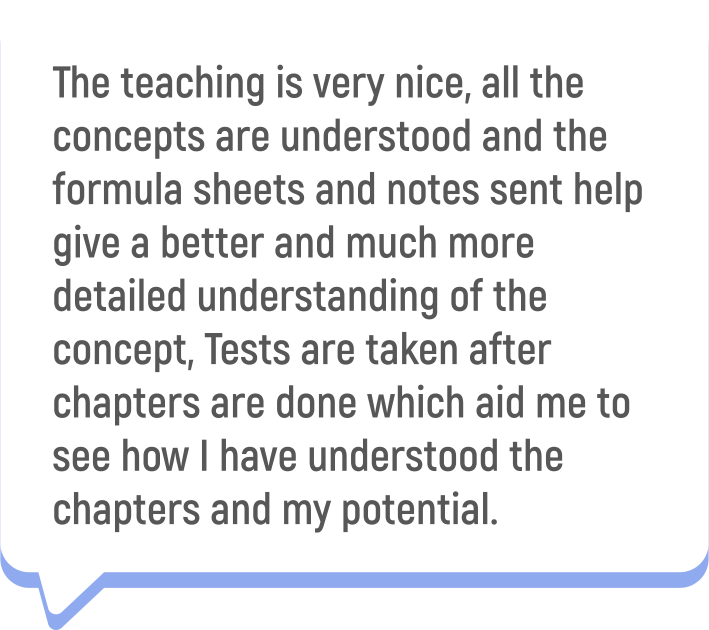 The teaching is very nice, all the
concepts are understood and the
formula sheets and notes sent help
give a better and much more
detailed understanding of the
concept, Tests are taken after
chapters are done which aid me to
see how I have understood the
chapters and my potential.